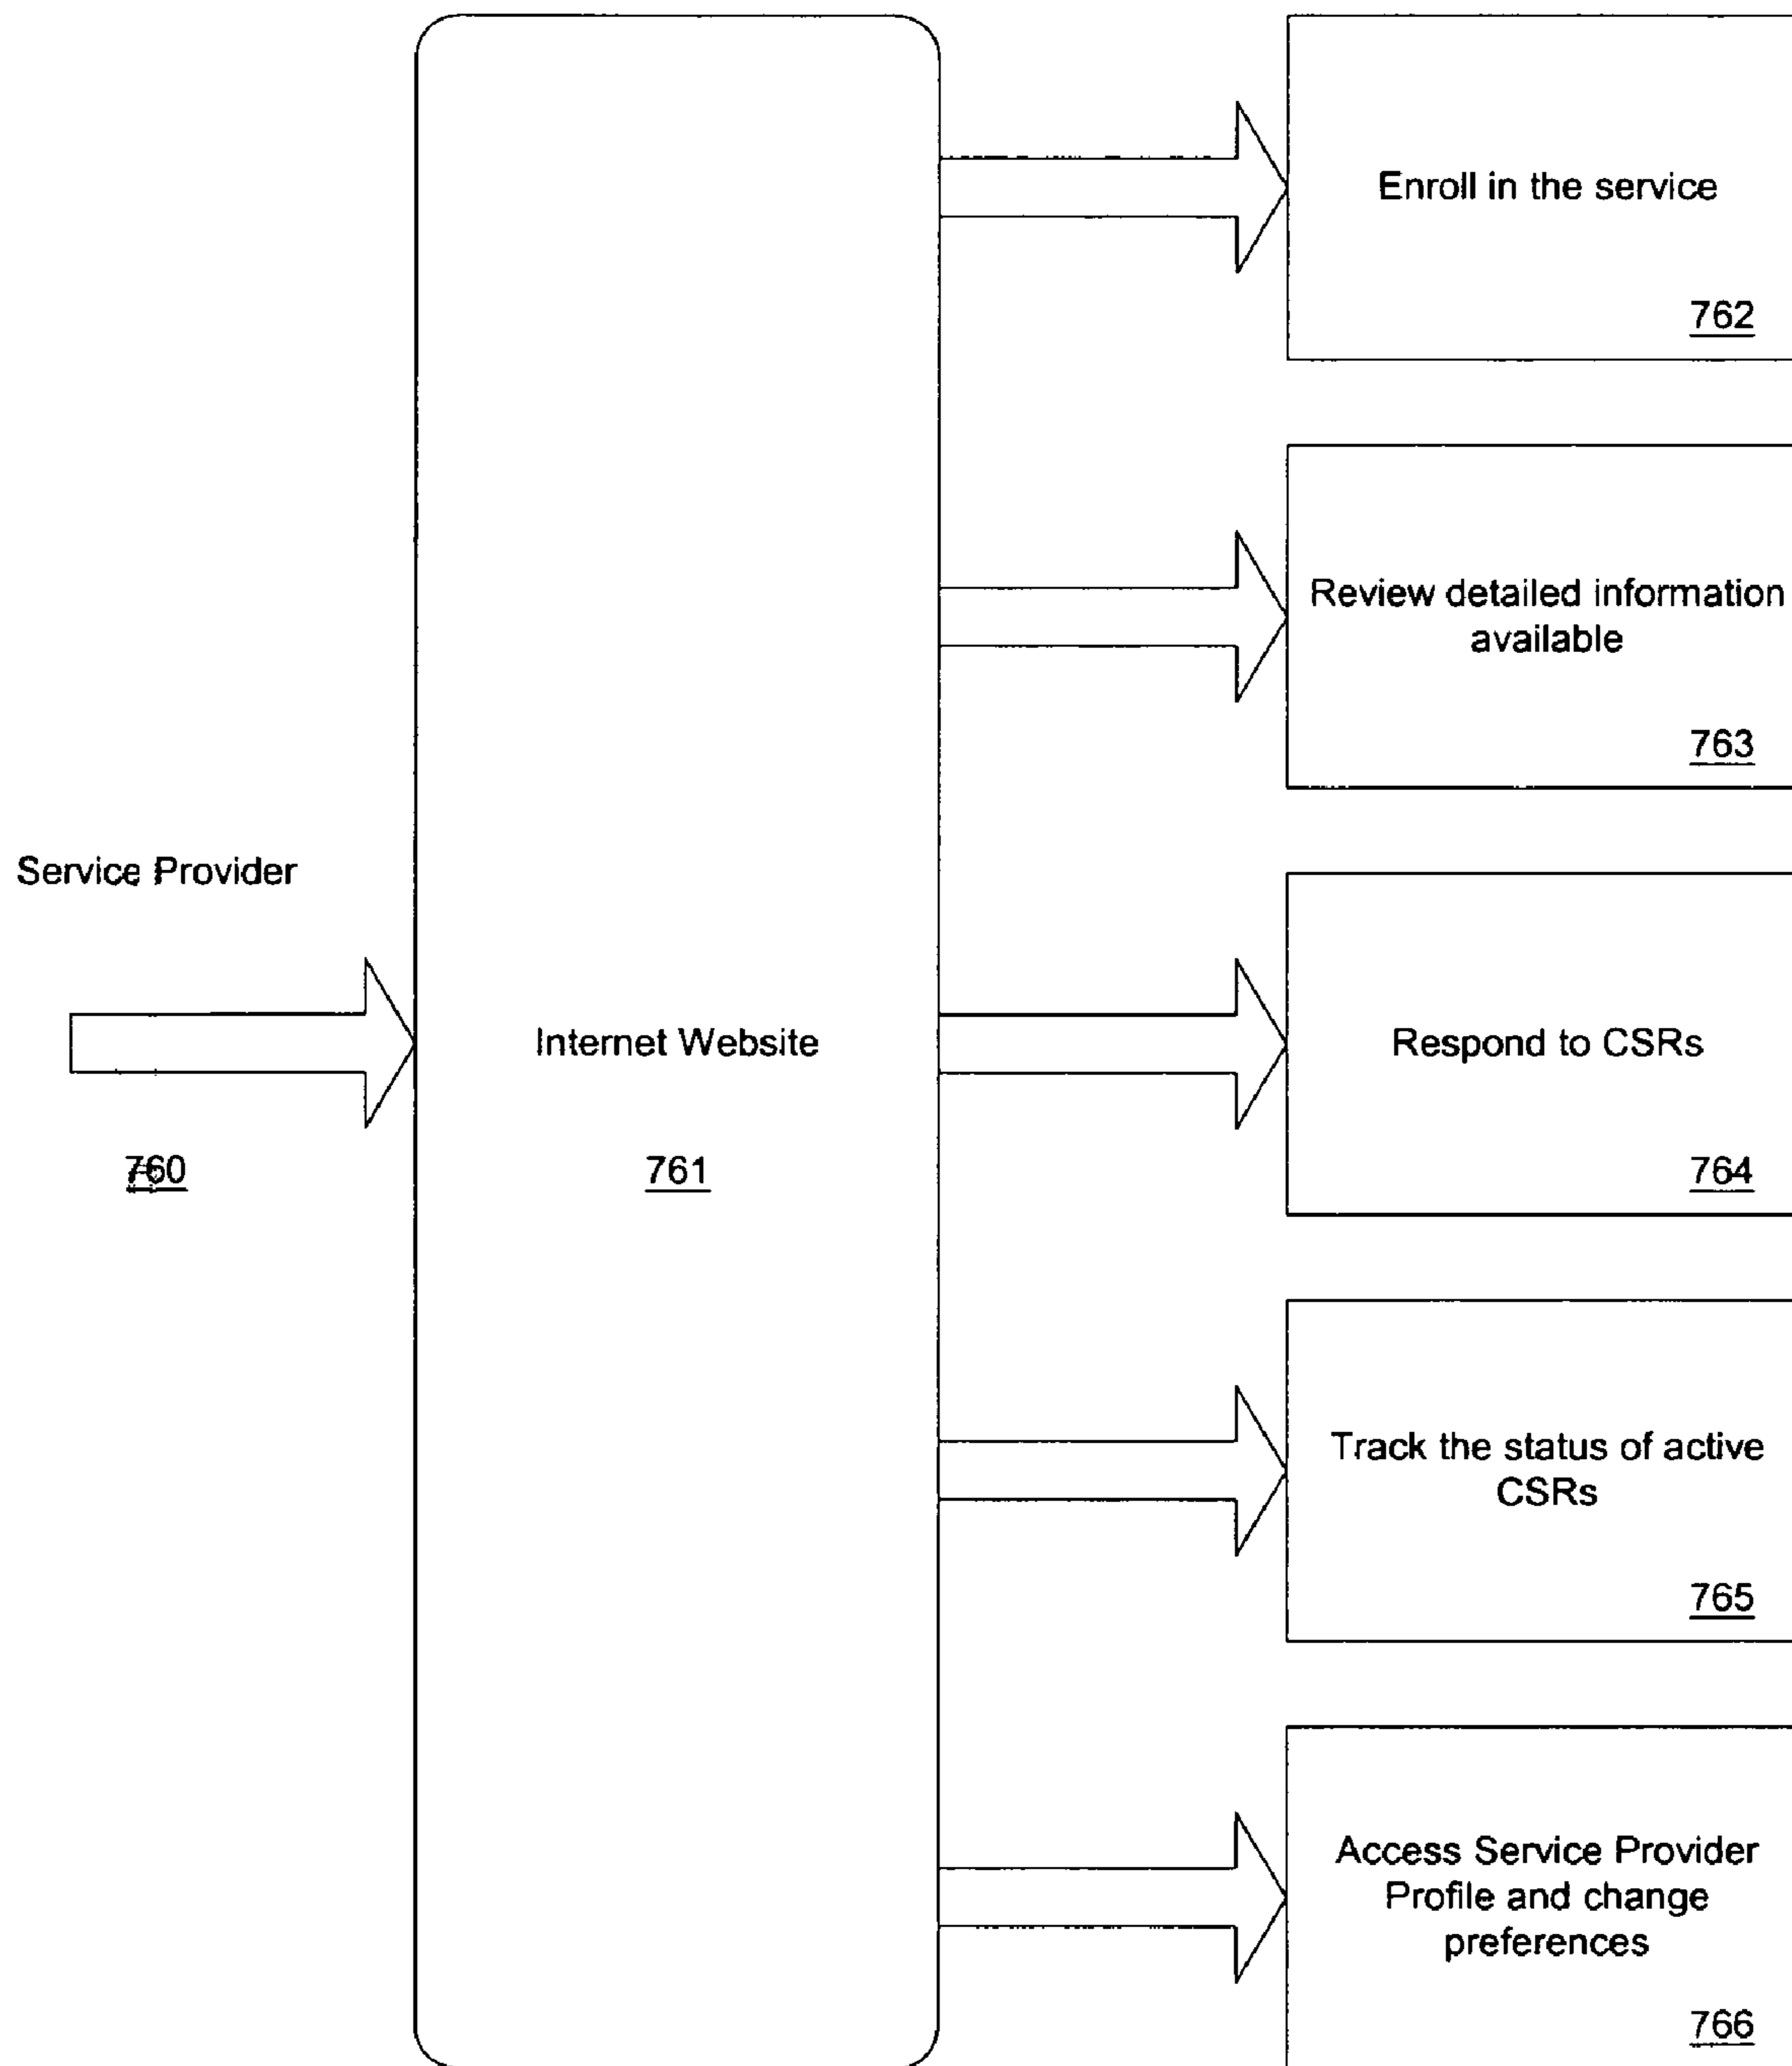 Enroll in the service
762
Review detailed information
available
763
Service Provider
760
Internet Website
761
Respond to CSRs
764
Track the status of active
CSRs
765
Access Service Provider
Profile and change
preferences
766